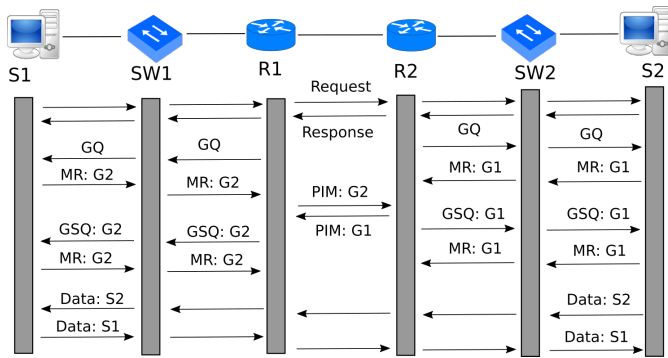 S1 SW1 R1 R2 SW2 S2
Request
Response
GQ GQ GQ GQ
MR: G2 MR: G2 MR: G1 MR: G1
PIM: G2
PIM: G1
GSQ: G2 GSQ: G2 GSQ: G1 GSQ: G1
MR: G2 MR: G2 MR: G1 MR: G1
Data: S2 Data: S2
Data: S1 Data: S1